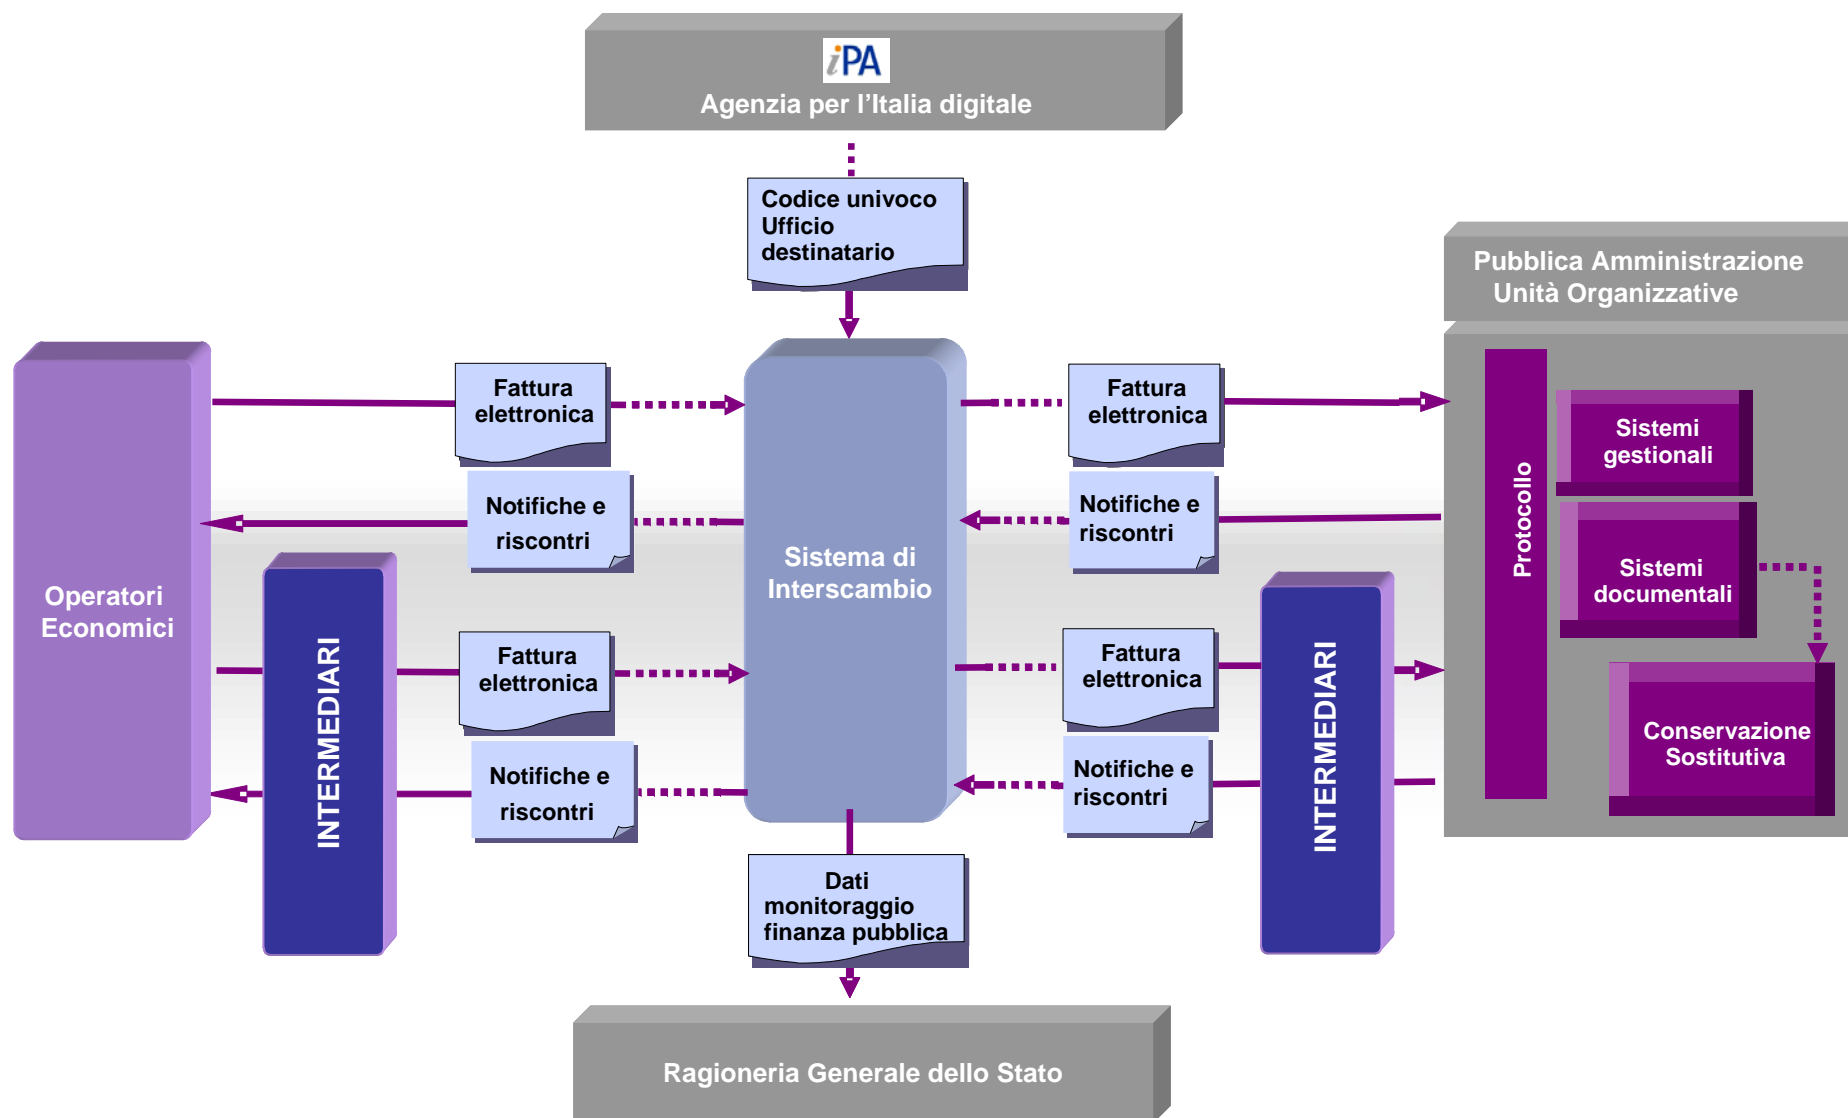 iPA
Agenzia per l'Italia digitale
Codice univoco
Ufficio
destinatario
Pubblica Amministrazione
Unità Organizzative
Operatori
Economici
INTERMEDIARI
Fattura
elettronica
Notifiche e
riscontri
Fattura
elettronica
Notifiche e
riscontri
Sistema di
Interscambio
Fattura
elettronica
Notifiche e
riscontri
Fattura
elettronica
Notifiche e
riscontri
INTERMEDIARI
Protocollo
Sistemi
gestionali
Sistemi
documentali
Conservazione
Sostitutiva
Dati
monitoraggio
finanza pubblica
Ragioneria Generale dello Stato